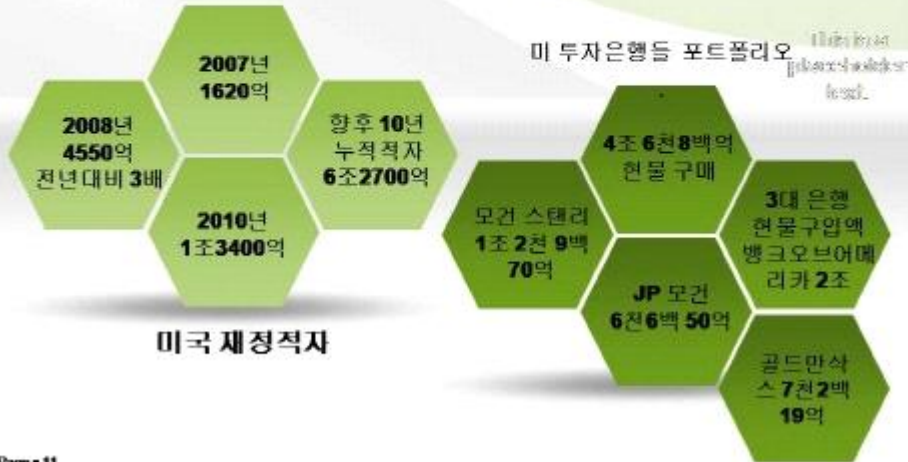 2007년
1620억
2008년
4550억
전년대비 3배
향후 10년
누적적자
6조2700억
2010년
1조3400억
미국 재정적자
미 투자은행들 포트폴리오
This is a
placeholder
text.
4조 6천8백억
현물 구매
모건 스탠리
1조 2천 9백
70억
3대 은행
현물구입액
뱅크오브어메
리카 2조
JP 모건
6천6백 50억
골드만삭
스 7천2백
19억